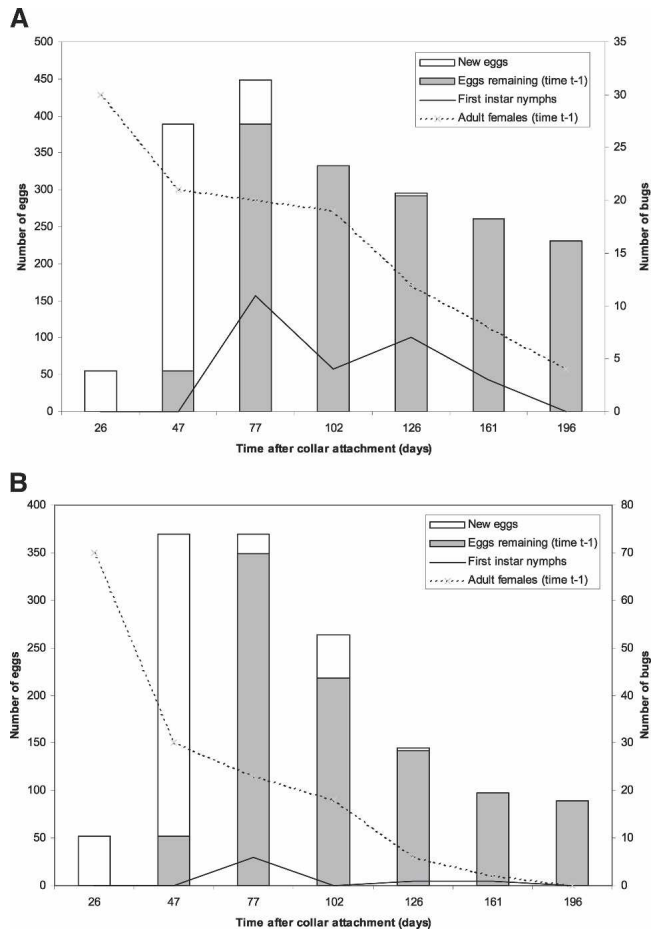 A
500
450
400
350
300
250
200
150
100
50
0
Number of eggs
35
30
25
20
15
10
5
0
Number of bugs
New eggs
Eggs remaining (time t-1)
First instar nymphs
Adult females (time t-1)
26 47 77 102 126 161 196
Time after collar attachment (days)
B
400
350
300
250
200
150
100
50
0
Number of eggs
80
70
60
50
40
30
20
10
0
Number of bugs
New eggs
Eggs remaining (time t-1)
First instar nymphs
Adult females (time t-1)
26 47 77 102 126 161 196
Time after collar attachment (days)